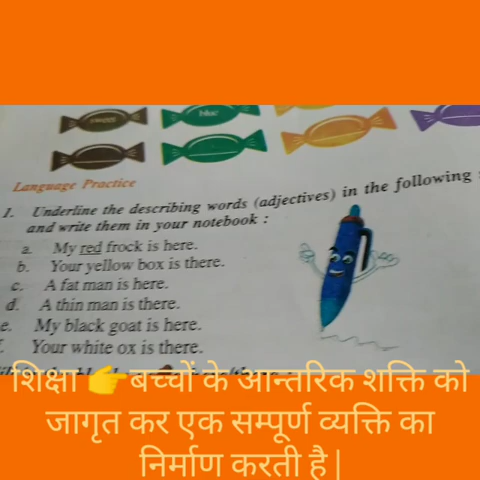 sweet
blue
Language Practice
1. Underline the describing words (adjectives) in the following
and write them in your notebook :
a. My red frock is here.
b. Your yellow box is there.
c. A fat man is here.
d. A thin man is there.
e. My black goat is here.
Your white ox is there.
शिक्षा 👉बच्चों के आन्तरिक शक्ति को
जागृत कर एक सम्पूर्ण व्यक्ति का
निर्माण करती है|